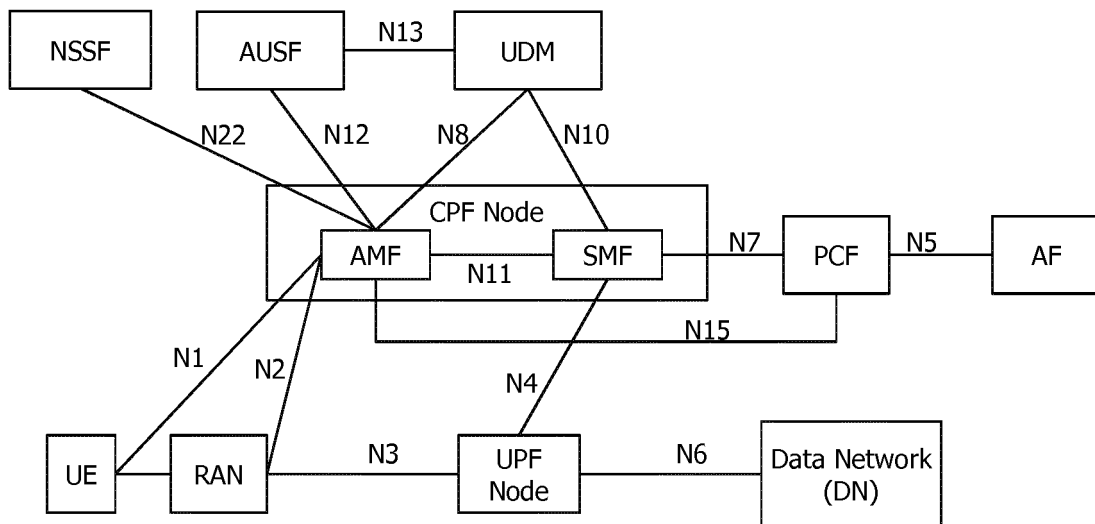 NSSF
AUSF
N13
UDM
N22
N12
N8
N10
CPF Node
AMF
N11
SMF
N7
PCF
N5
AF
N15
N1
N2
N4
UE
RAN
N3
UPF
Node
N6
Data Network
(DN)